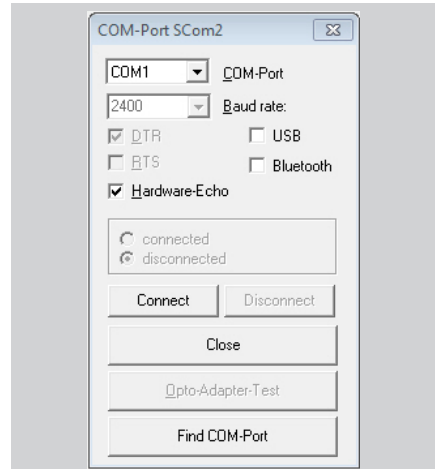 COM-Port SCom2
COM1 COM-Port
2400 Baud rate:
DTR USB
RTS Bluetooth
Hardware-Echo
connected
disconnected
Connect Disconnect
Close
Opto-Adapter-Test
Find COM-Port